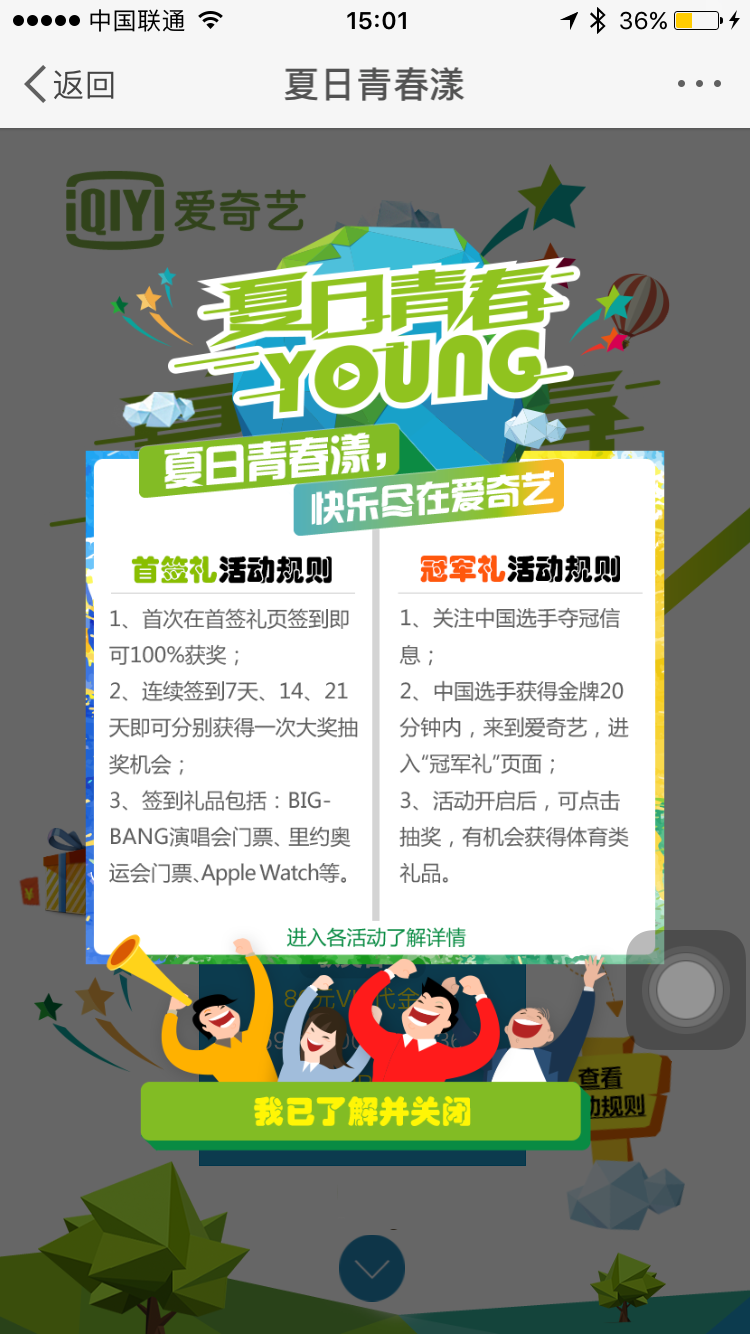 中国联通
15:01
36%
返回
夏日青春漾
iQIYI 爱奇艺
夏日青春
YOUNG
夏日青春漾，
快乐尽在爱奇艺
首签礼活动规则
1、首次在首签礼页签到即
可100%获奖；
2、连续签到7天、14、21
天即可分别获得一次大奖抽
奖机会；
3、签到礼品包括：BIG-
BANG演唱会门票、里约奥
运会门票、Apple Watch等。
冠军礼活动规则
1、关注中国选手夺冠信
息；
2、中国选手获得金牌20
分钟内，来到爱奇艺，进
入“冠军礼”页面；
3、活动开启后，可点击
抽奖，有机会获得体育类
礼品。
进入各活动了解详情
查看
动规则
我已了解并关闭